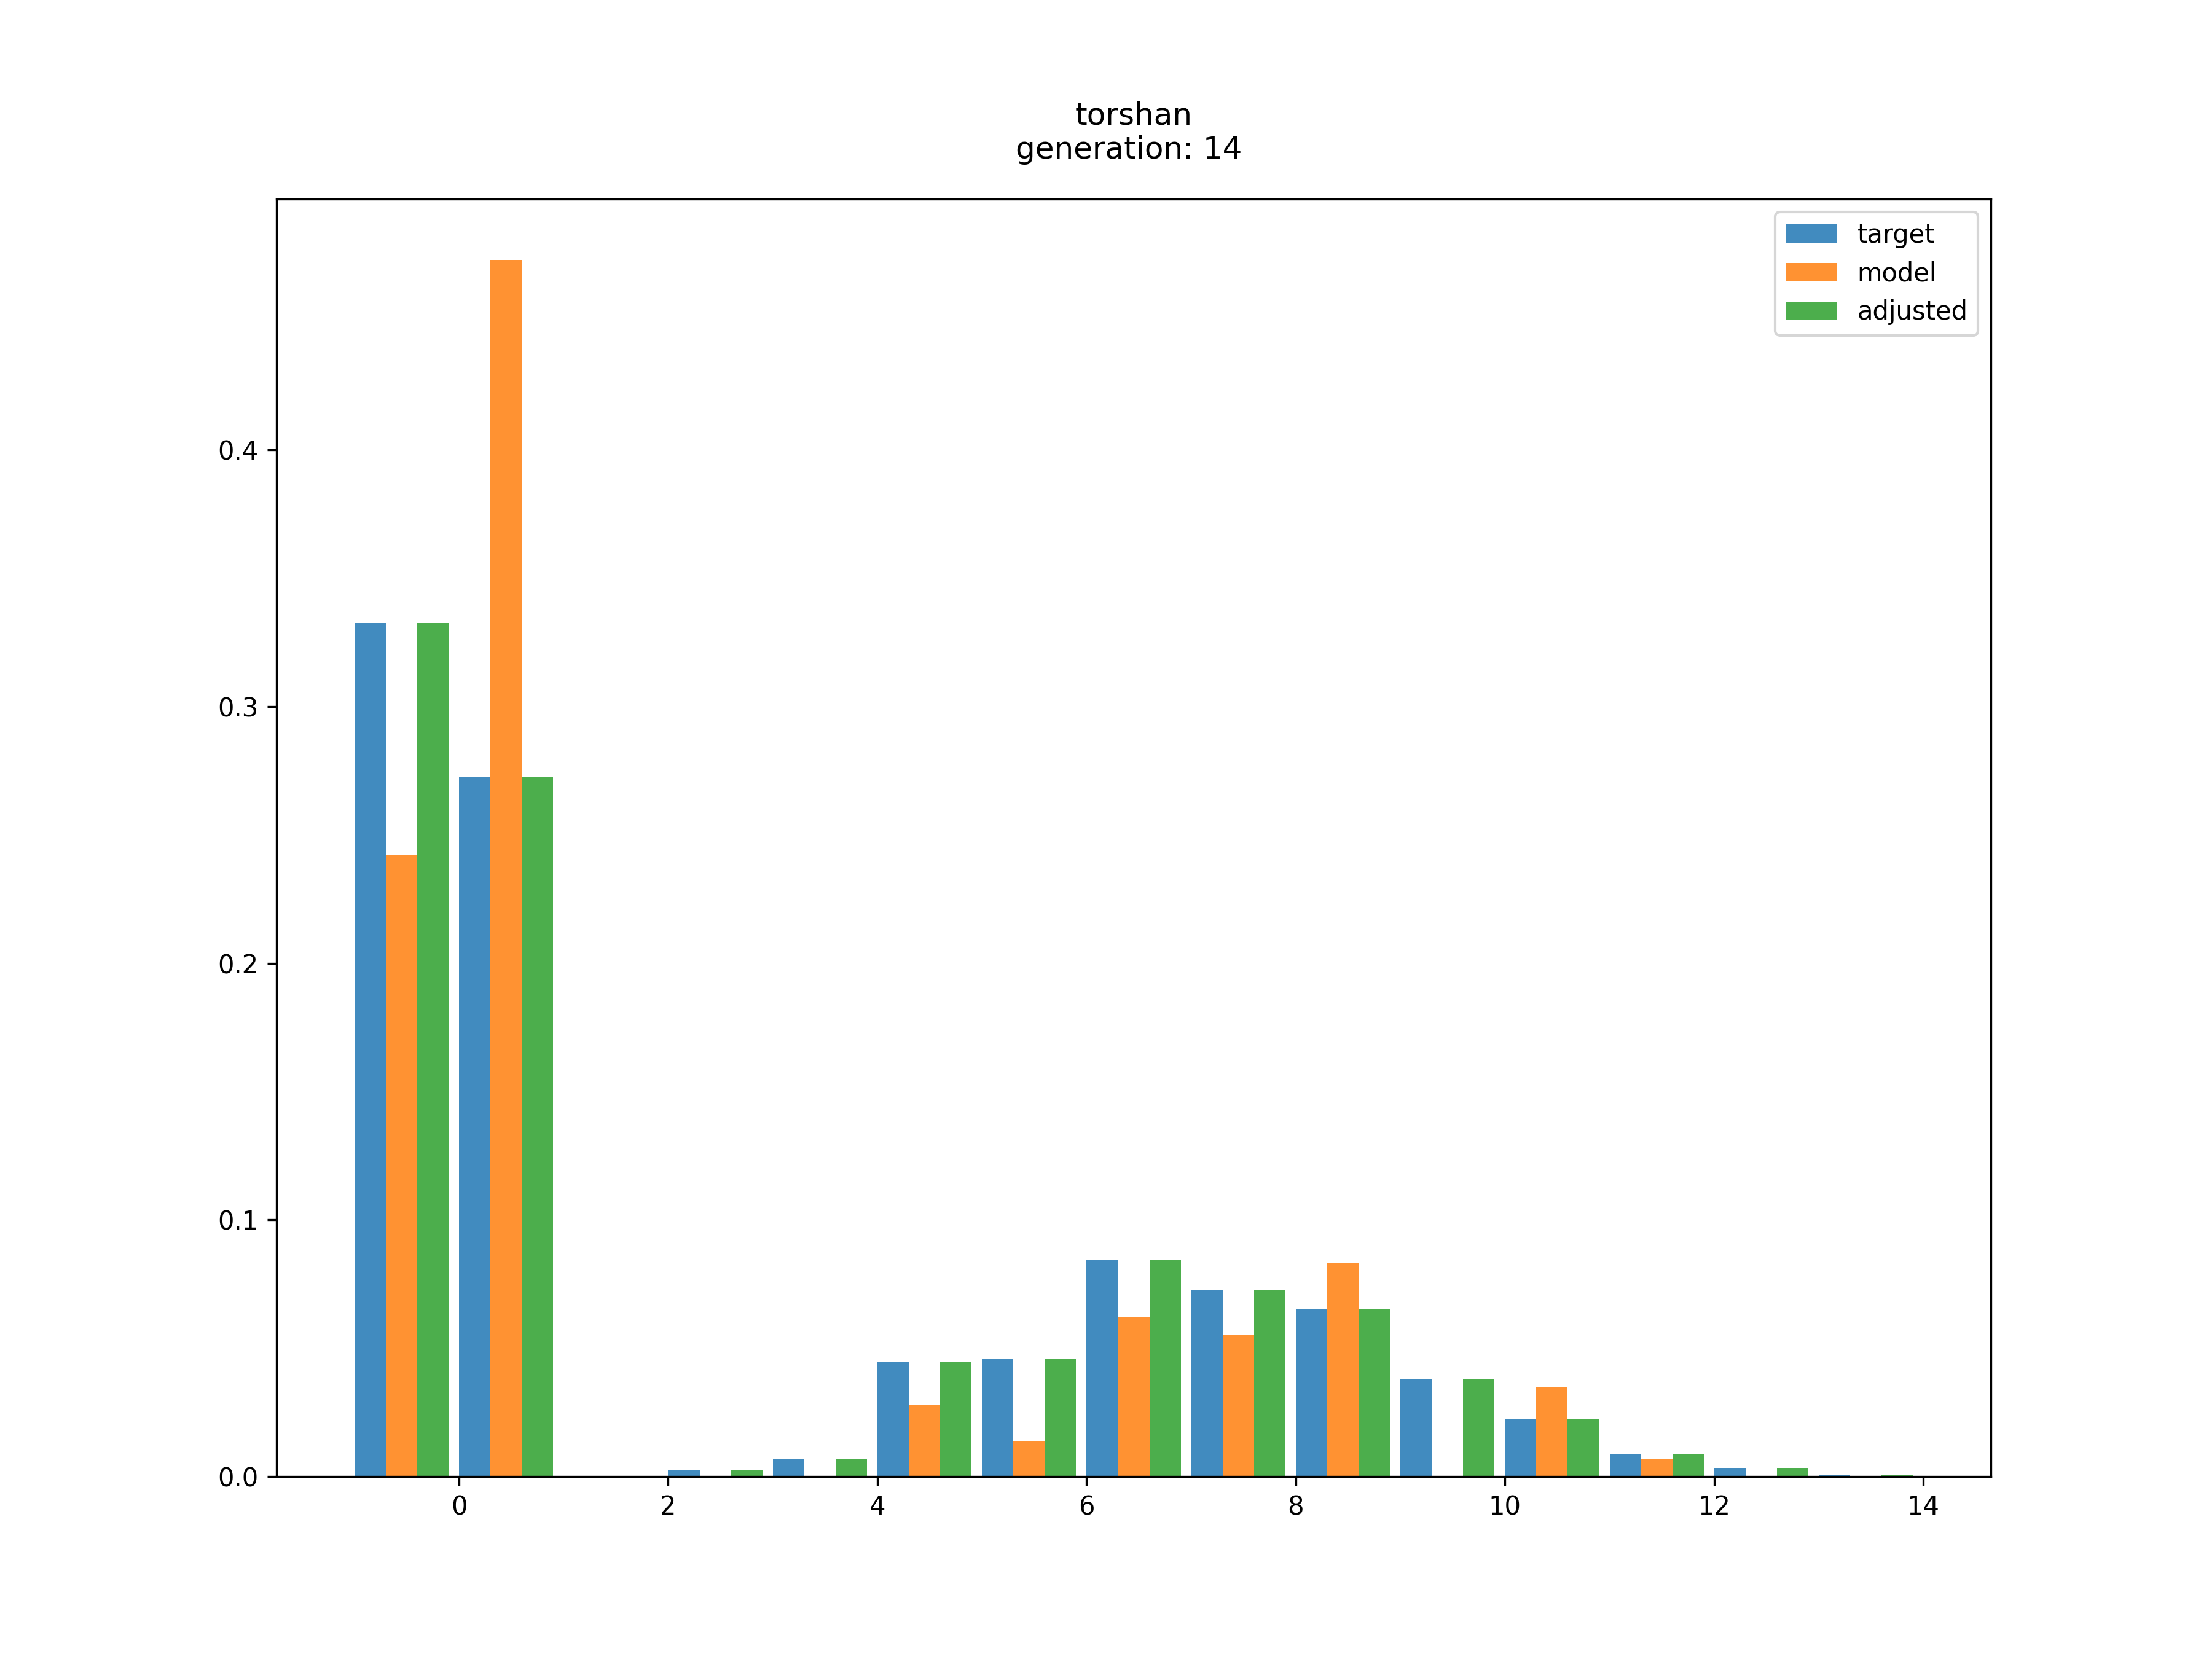 torshan
generation: 14
target
model
adjusted
0.4
0.3
0.2
0.1
0.0
0 2 4 6 8 10 12 14